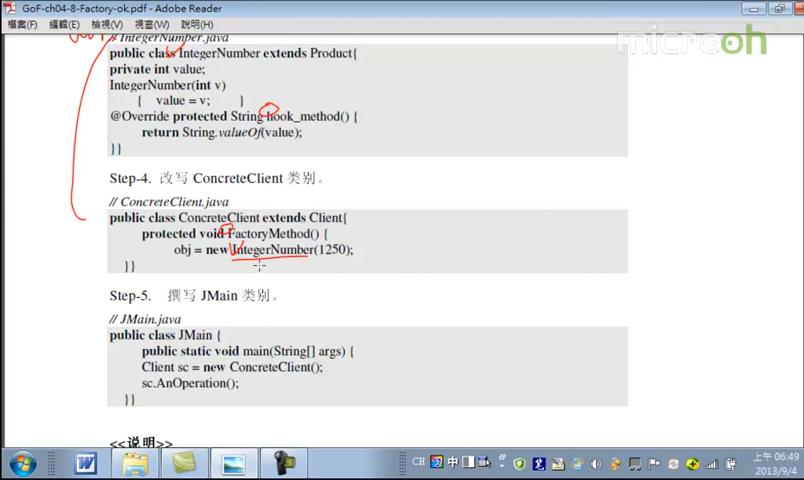 GoF-ch04-8-Factory-ok.pdf - Adobe Reader
檔案(F) 編輯(E) 檢視(V) 視窗(W) 說明(H)
microoh
// IntegerNumber.java
public class IntegerNumber extends Product{
private int value;
IntegerNumber(int v)
{ value = v; }
@Override protected String hook_method() {
return String.valueOf(value);
}}
Step-4. 改写 ConcreteClient 类别。
// ConcreteClient.java
public class ConcreteClient extends Client{
protected void FactoryMethod() {
obj = new IntegerNumber(1250);
}}
Step-5. 撰写 JMain 类别。
// JMain.java
public class JMain {
public static void main(String[] args) {
Client sc = new ConcreteClient();
sc.AnOperation();
}}
<<说明>>
CH 中 上午 06:49
2013/9/4